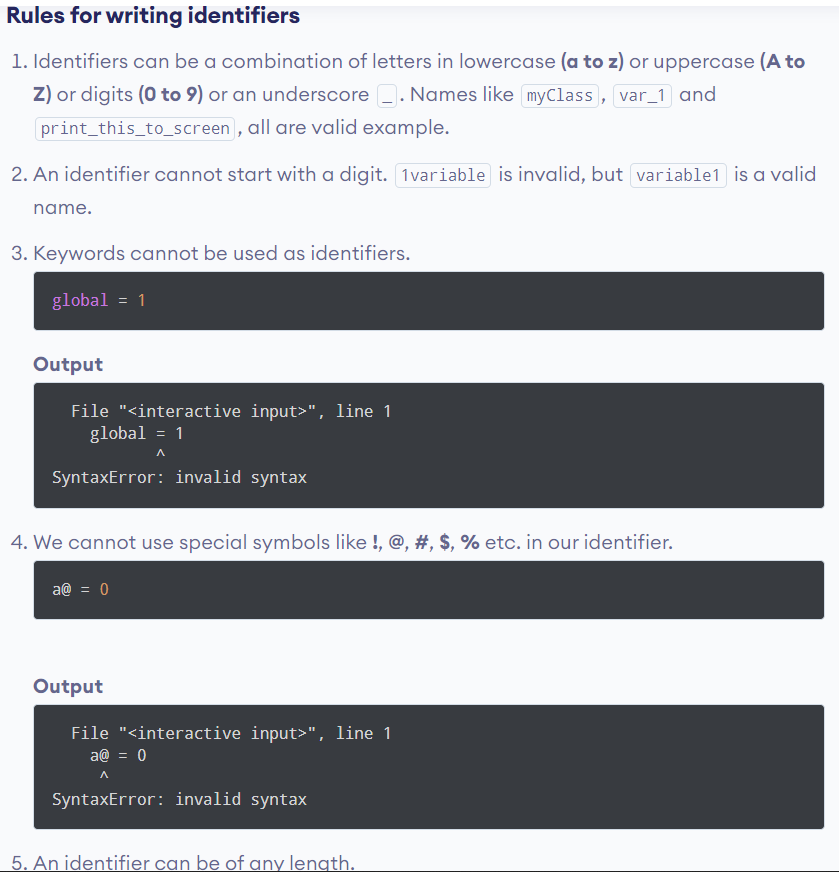 Rules for writing identifiers
1. Identifiers can be a combination of letters in lowercase (a to z) or uppercase (A to
Z) or digits (0 to 9) or an underscore _. Names like myClass, var_1 and
print_this_to_screen, all are valid example.
2. An identifier cannot start with a digit. 1variable is invalid, but variable1 is a valid
name.
3. Keywords cannot be used as identifiers.
global = 1
Output
File "<interactive input>", line 1
global = 1
^
SyntaxError: invalid syntax
4. We cannot use special symbols like !, @, #, $, % etc. in our identifier.
a@ = 0
Output
File "<interactive input>", line 1
a@ = 0
^
SyntaxError: invalid syntax
5. An identifier can be of any length.